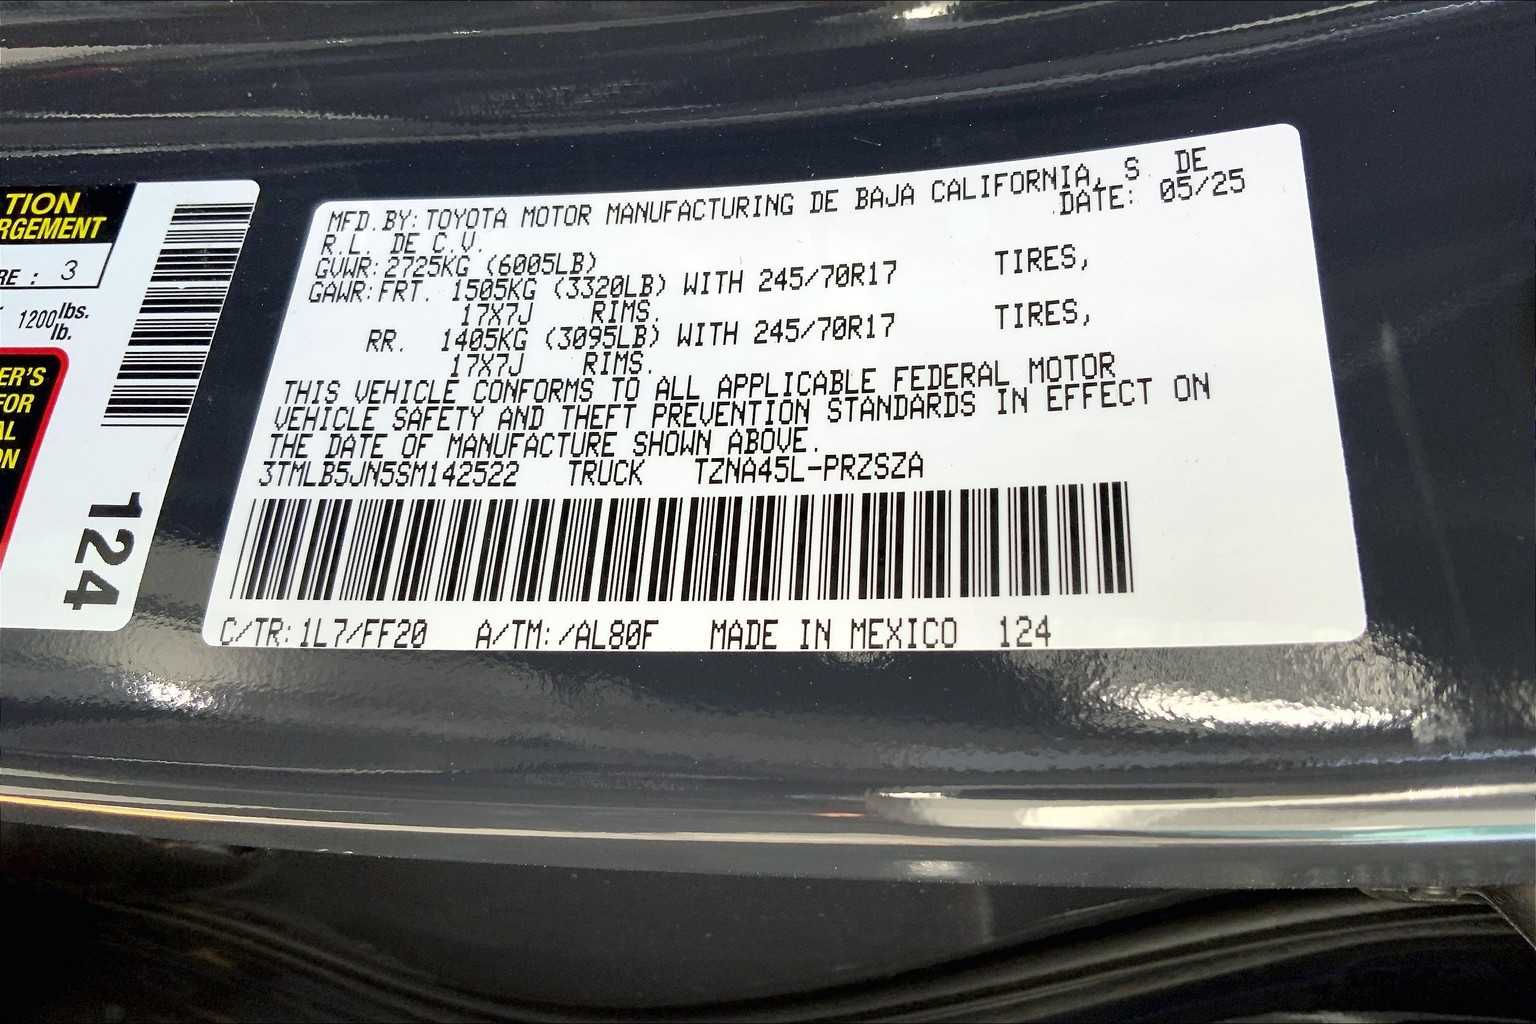 TION
RGEMENT
RE : 3
1200 lbs.
lb.
ER'S
FOR
AL
ON
124
MFD.BY: TOYOTA MOTOR MANUFACTURING DE BAJA CALIFORNIA, S. DE
R.L. DE C.V. DATE: 05/25
GVWR: 2725KG (6005LB)
GAWR: FRT. 1505KG (3320LB) WITH 245/70R17 TIRES,
17X7J RIMS.
RR. 1405KG (3095LB) WITH 245/70R17 TIRES,
17X7J RIMS.
THIS VEHICLE CONFORMS TO ALL APPLICABLE FEDERAL MOTOR
VEHICLE SAFETY AND THEFT PREVENTION STANDARDS IN EFFECT ON
THE DATE OF MANUFACTURE SHOWN ABOVE.
3TMLB5JN5SM142522 TRUCK TZNA45L-PRZSZA
C/TR: 1L7/FF20 A/TM: /AL80F MADE IN MEXICO 124